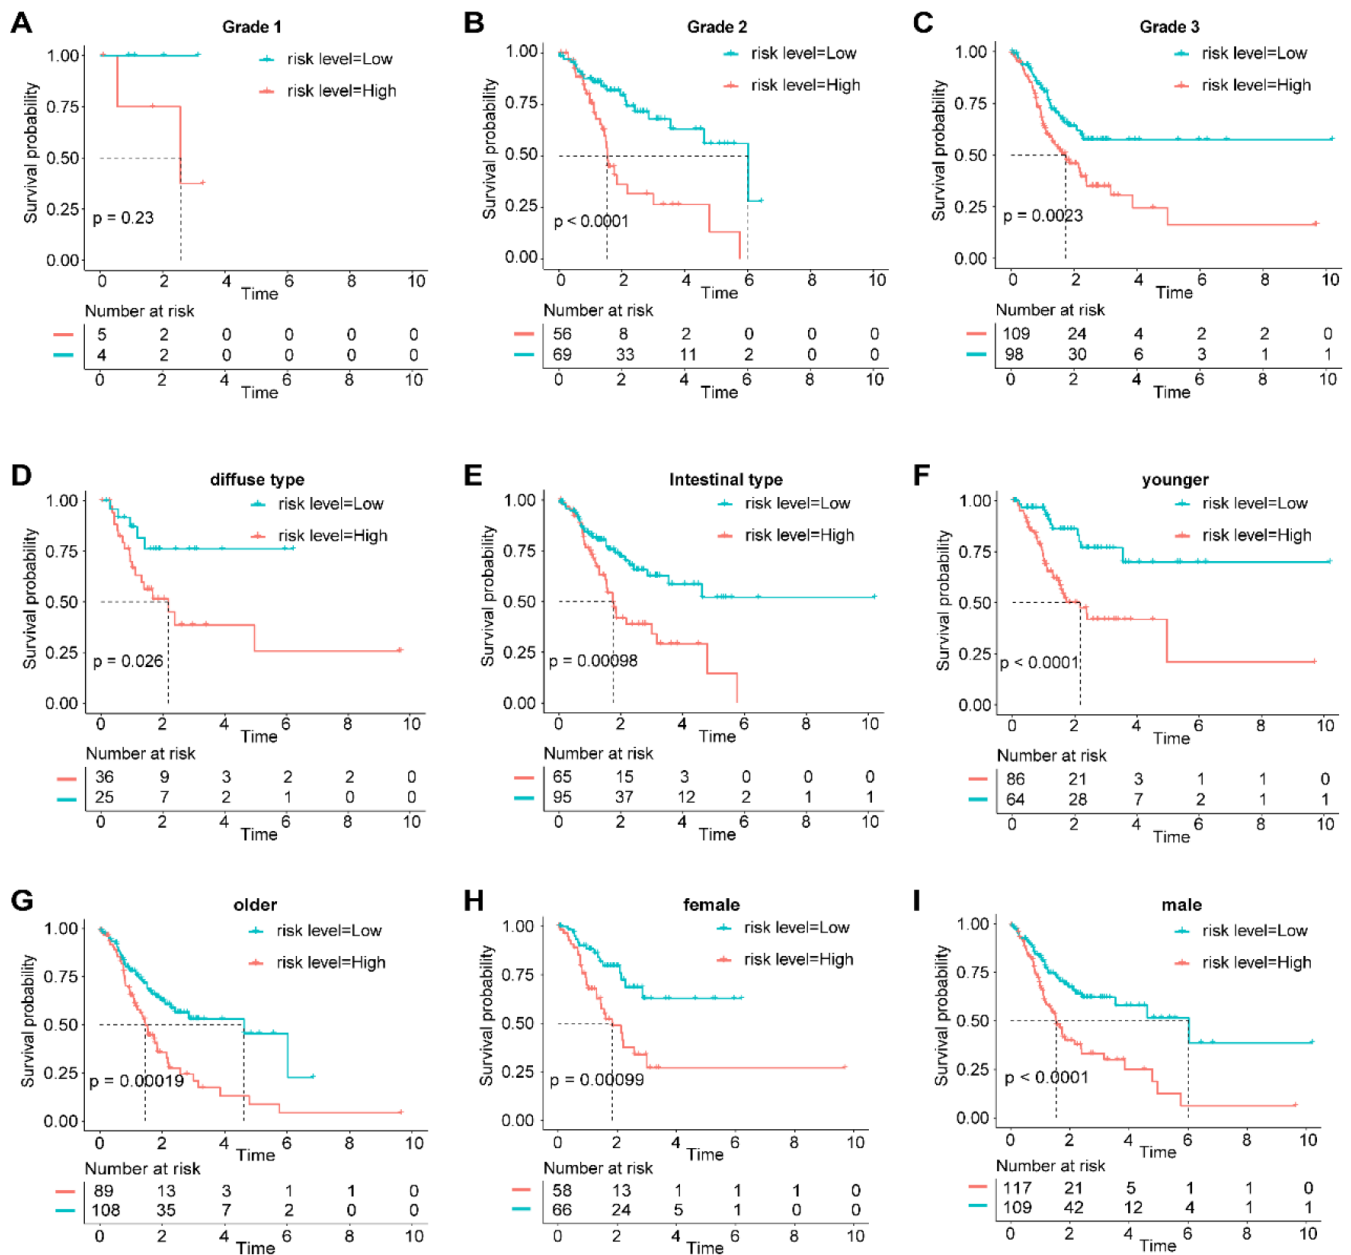 A
Grade 1
risk level=Low
risk level=High
Survival probability
1.00
0.75
0.50
0.25
0.00
p = 0.23
0 2 4 6 8 10
Time
Number at risk
5 2 0 0 0 0
4 2 0 0 0 0
0 2 4 6 8 10
Time
B
Grade 2
risk level=Low
risk level=High
Survival probability
1.00
0.75
0.50
0.25
0.00
p < 0.0001
0 2 4 6 8 10
Time
Number at risk
56 8 2 0 0 0
69 33 11 2 0 0
0 2 4 6 8 10
Time
C
Grade 3
risk level=Low
risk level=High
Survival probability
1.00
0.75
0.50
0.25
0.00
p = 0.0023
0 2 4 6 8 10
Time
Number at risk
109 24 4 2 2 0
98 30 6 3 1 1
0 2 4 6 8 10
Time
D
diffuse type
risk level=Low
risk level=High
Survival probability
1.00
0.75
0.50
0.25
0.00
p = 0.026
0 2 4 6 8 10
Time
Number at risk
36 9 3 2 2 0
25 7 2 1 0 0
0 2 4 6 8 10
Time
E
Intestinal type
risk level=Low
risk level=High
Survival probability
1.00
0.75
0.50
0.25
0.00
p = 0.00098
0 2 4 6 8 10
Time
Number at risk
65 15 3 0 0 0
95 37 12 2 1 1
0 2 4 6 8 10
Time
F
younger
risk level=Low
risk level=High
Survival probability
1.00
0.75
0.50
0.25
0.00
p < 0.0001
0 2 4 6 8 10
Time
Number at risk
86 21 3 1 1 0
64 28 7 2 1 1
0 2 4 6 8 10
Time
G
older
risk level=Low
risk level=High
Survival probability
1.00
0.75
0.50
0.25
0.00
p = 0.00019
0 2 4 6 8 10
Time
Number at risk
89 13 3 1 1 0
108 35 7 2 0 0
0 2 4 6 8 10
Time
H
female
risk level=Low
risk level=High
Survival probability
1.00
0.75
0.50
0.25
0.00
p = 0.00099
0 2 4 6 8 10
Time
Number at risk
58 13 1 1 1 0
66 24 5 1 0 0
0 2 4 6 8 10
Time
I
male
risk level=Low
risk level=High
Survival probability
1.00
0.75
0.50
0.25
0.00
p < 0.0001
0 2 4 6 8 10
Time
Number at risk
117 21 5 1 1 0
109 42 12 4 1 1
0 2 4 6 8 10
Time